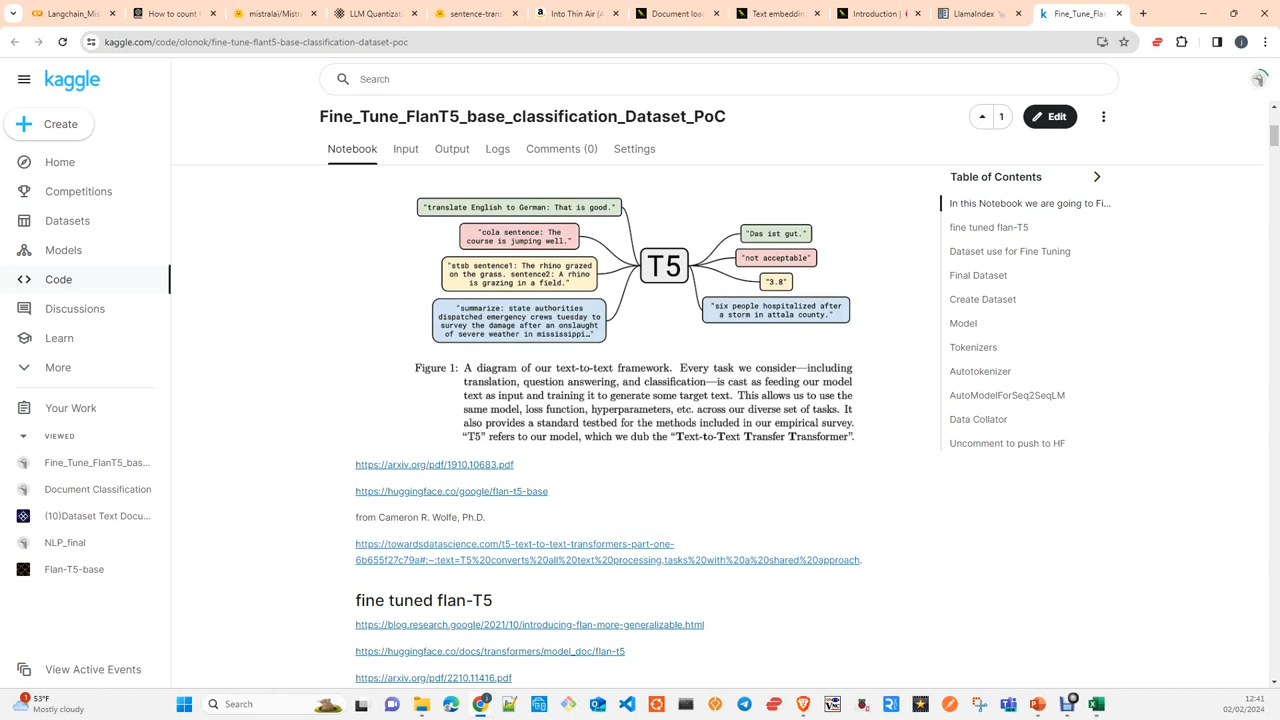 Langchain_Mis
How to count t
mistralai/Mistr
LLM Quantizati
sentence-trans
Into Thin Air (A
Document load
Text embeddin
Introduction |
LlamaIndex
Fine_Tune_Flan
kaggle.com/code/olonok/fine-tune-flant5-base-classification-dataset-poc
kaggle
Search
Create
Fine_Tune_FlanT5_base_classification_Dataset_PoC
1
Edit
Notebook
Input
Output
Logs
Comments (0)
Settings
Home
Competitions
Datasets
Models
Code
Discussions
Learn
More
Your Work
VIEWED
Fine_Tune_FlanT5_bas...
Document Classification
(10)Dataset Text Docu...
NLP_final
Flan-T5-base
View Active Events
"translate English to German: That is good."
"cola sentence: The
course is jumping well."
"stsb sentence1: The rhino grazed
on the grass. sentence2: A rhino
is grazing in a field."
"summarize: state authorities
dispatched emergency crews tuesday to
survey the damage after an onslaught
of severe weather in mississippi…"
T5
"Das ist gut."
"not acceptable"
"3.8"
"six people hospitalized after
a storm in attala county."
Figure 1: A diagram of our text-to-text framework. Every task we consider—including
translation, question answering, and classification—is cast as feeding our model
text as input and training it to generate some target text. This allows us to use the
same model, loss function, hyperparameters, etc. across our diverse set of tasks. It
also provides a standard testbed for the methods included in our empirical survey.
"T5" refers to our model, which we dub the "Text-to-Text Transfer Transformer".
https://arxiv.org/pdf/1910.10683.pdf
https://huggingface.co/google/flan-t5-base
from Cameron R. Wolfe, Ph.D.
https://towardsdatascience.com/t5-text-to-text-transformers-part-one-
6b655f27c79a#:~:text=T5%20converts%20all%20text%20processing,tasks%20with%20a%20shared%20approach.
fine tuned flan-T5
https://blog.research.google/2021/10/introducing-flan-more-generalizable.html
https://huggingface.co/docs/transformers/model_doc/flan-t5
https://arxiv.org/pdf/2210.11416.pdf
Table of Contents
In this Notebook we are going to Fi...
fine tuned flan-T5
Dataset use for Fine Tuning
Final Dataset
Create Dataset
Model
Tokenizers
Autotokenizer
AutoModelForSeq2SeqLM
Data Collator
Uncomment to push to HF
1
53°F
Mostly cloudy
Search
12:41
02/02/2024